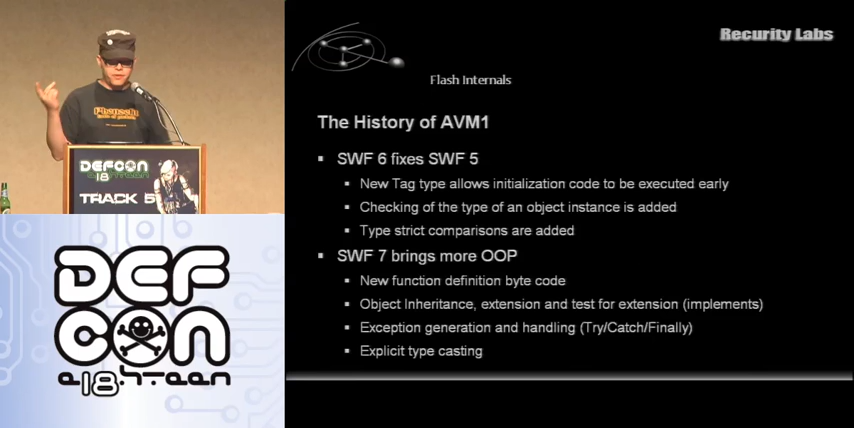 Recurity Labs
Flash Internals
The History of AVM1
SWF 6 fixes SWF 5
New Tag type allows initialization code to be executed early
Checking of the type of an object instance is added
Type strict comparisons are added
SWF 7 brings more OOP
New function definition byte code
Object Inheritance, extension and test for extension (implements)
Exception generation and handling (Try/Catch/Finally)
Explicit type casting
DEFCON
18
TRACK 5
DEF
CON
e18hteen